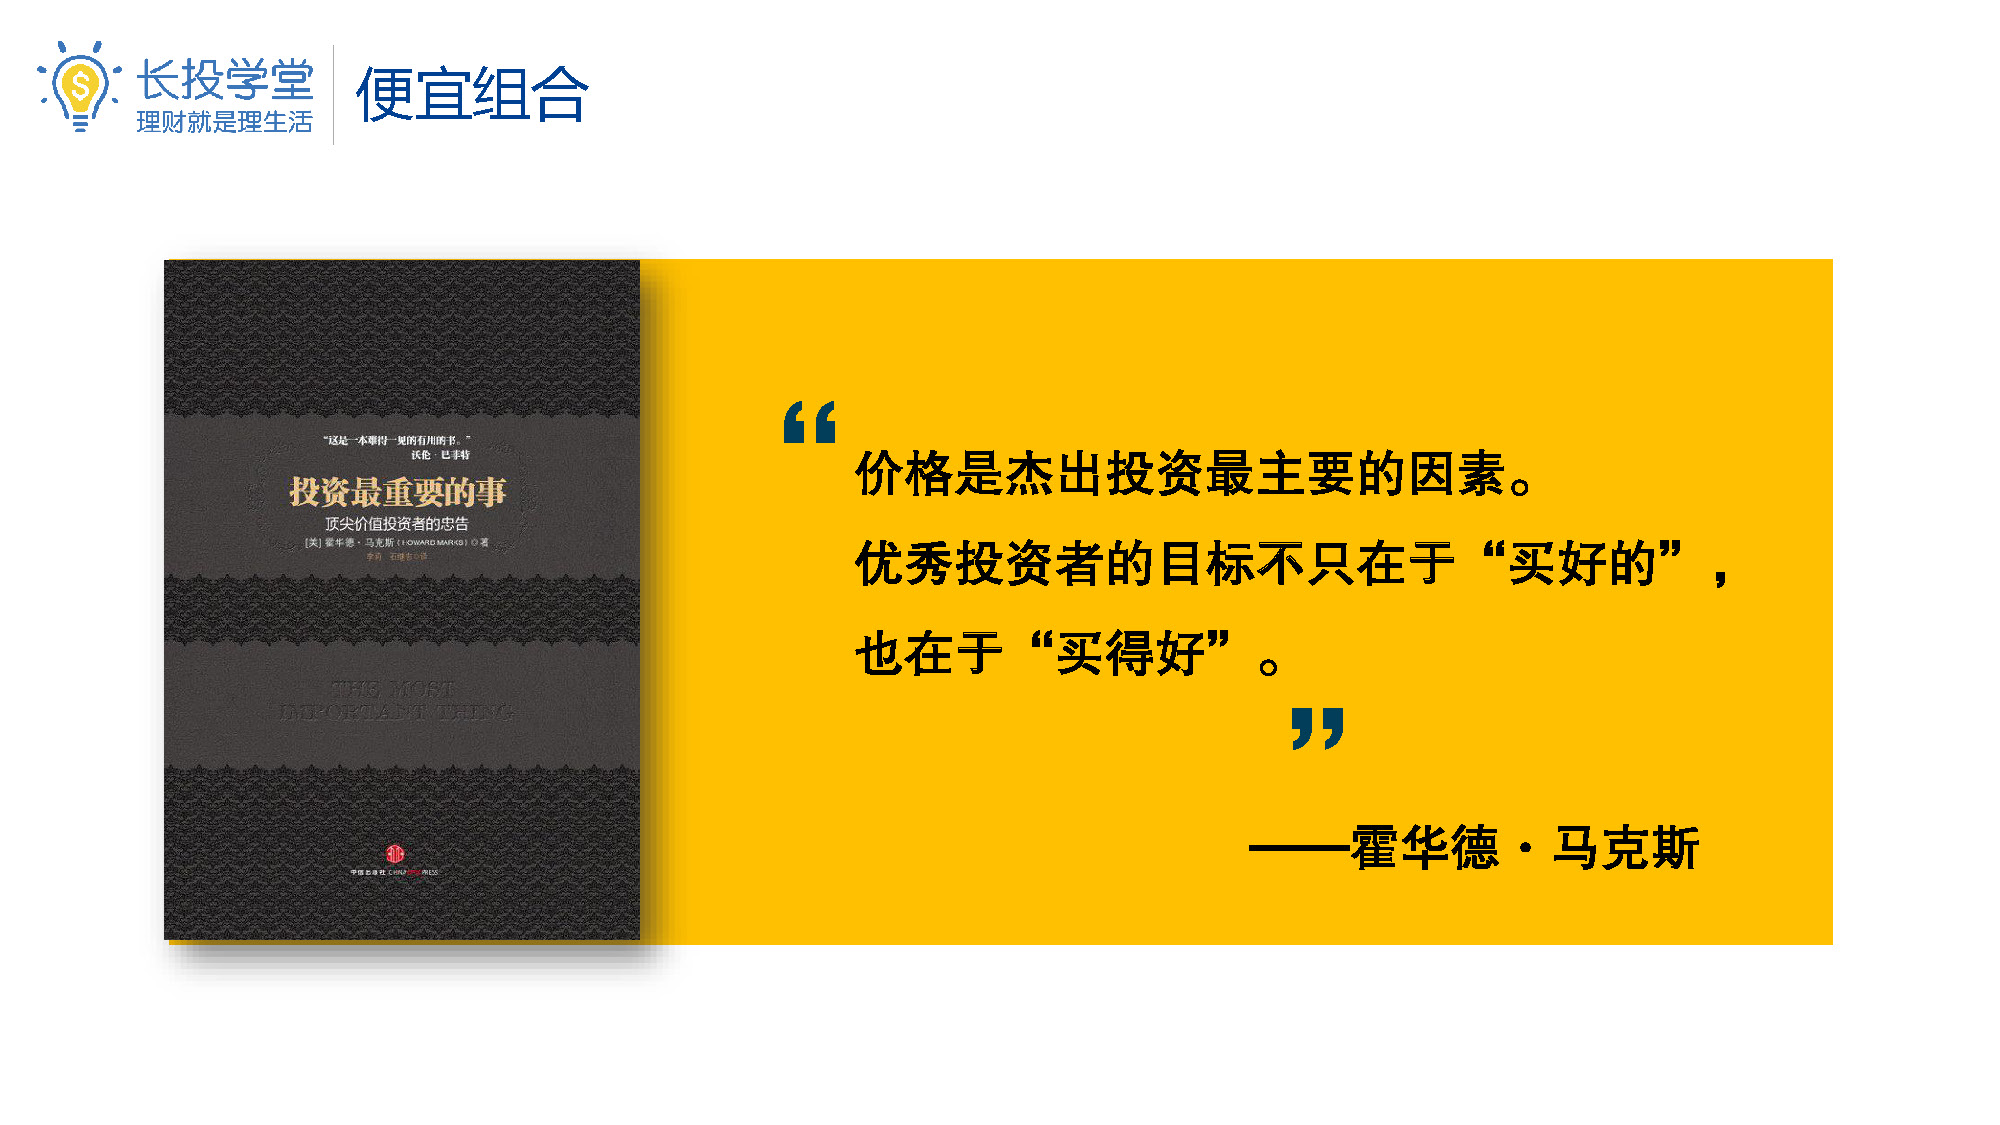 长投学堂
理财就是理生活
便宜组合
“这是一本难得一见的有用的书。”
沃伦·巴菲特
投资最重要的事
顶尖价值投资者的忠告
[美] 霍华德·马克斯 (HOWARD MARKS) ◎ 著
李莉 石继志◎译
THE MOST
IMPORTANT THING
中信出版社·CHINA CITIC PRESS
“
价格是杰出投资最主要的因素。
优秀投资者的目标不只在于“买好的”，
也在于“买得好”。
”
——霍华德·马克斯